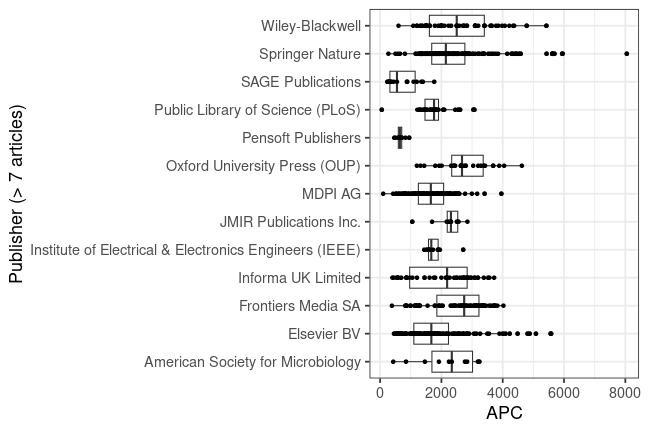 Publisher (> 7 articles)
Wiley-Blackwell
Springer Nature
SAGE Publications
Public Library of Science (PLoS)
Pensoft Publishers
Oxford University Press (OUP)
MDPI AG
JMIR Publications Inc.
Institute of Electrical & Electronics Engineers (IEEE)
Informa UK Limited
Frontiers Media SA
Elsevier BV
American Society for Microbiology
0 2000 4000 6000 8000
APC